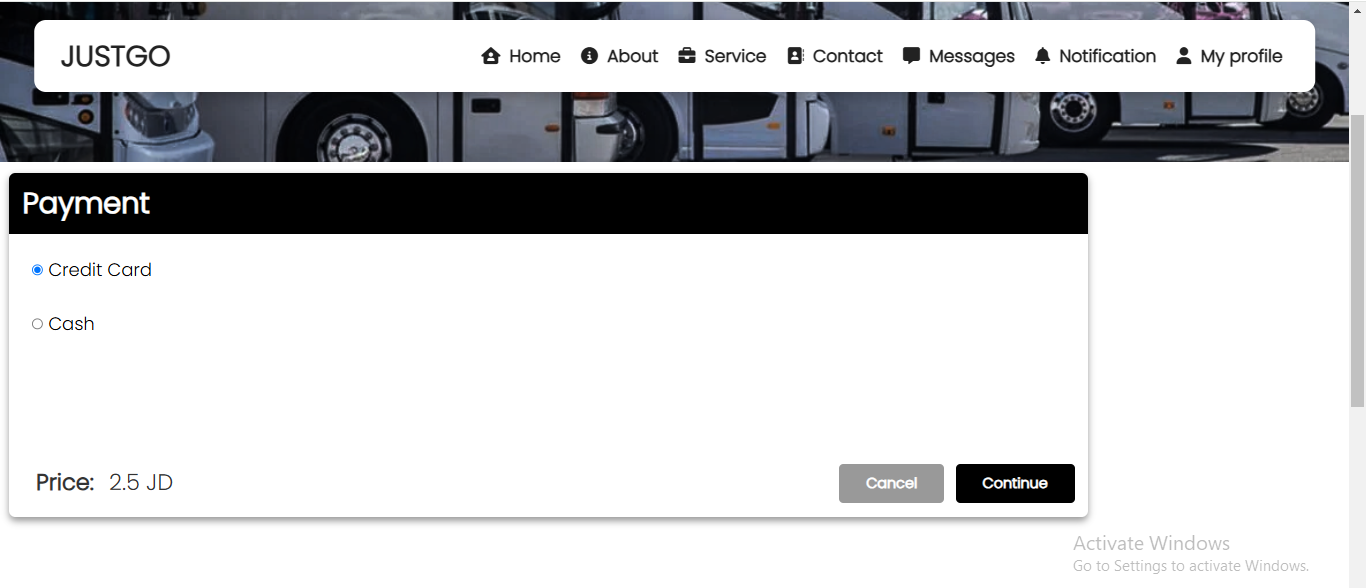 JUSTGO Home About Service Contact Messages Notification My profile
Payment
Credit Card
Cash
Price: 2.5 JD Cancel Continue
Activate Windows
Go to Settings to activate Windows.